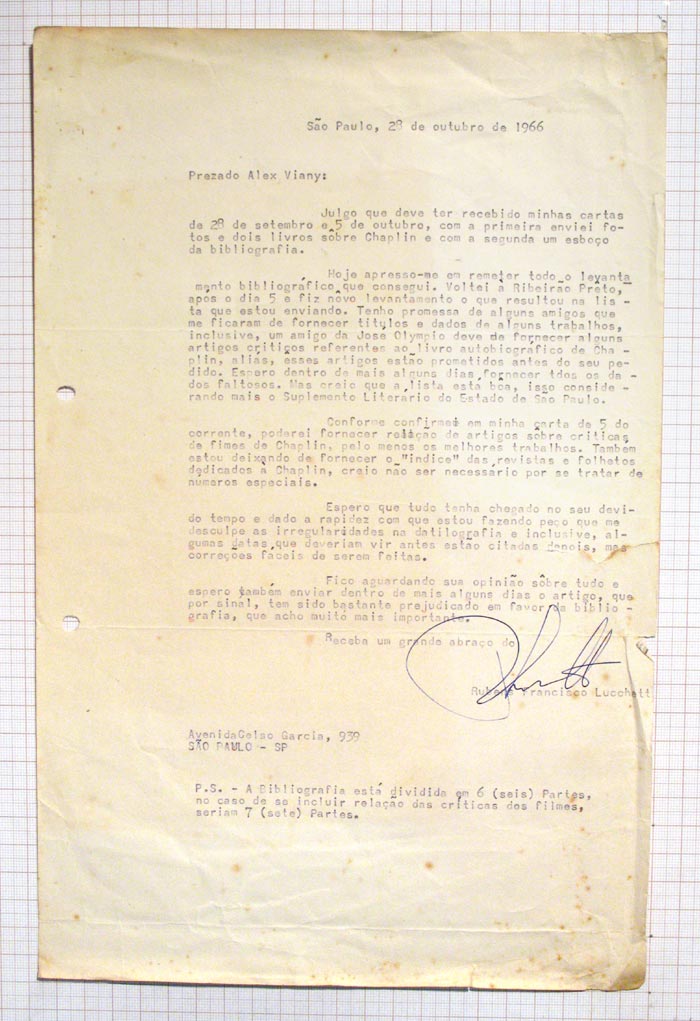 São Paulo, 28 de outubro de 1966
Prezado Alex Viany:
Julgo que deve ter recebido minhas cartas
de 28 de setembro e 5 de outubro, com a primeira enviei fo-
tos e dois livros sôbre Chaplin e com a segunda um esboço
da bibliografia.
Hoje apresso-me em remeter todo o levanta
mento bibliográfico que consegui. Voltei à Ribeirão Preto,
após o dia 5 e fiz novo levantamento o que resultou na lis -
ta que estou enviando. Tenho promessa de alguns amigos que
me ficaram de fornecer títulos e dados de alguns trabalhos,
inclusive, um amigo da José Olympio deve de fornecer alguns
artigos críticos referentes ao livro autobiográfico de Cha -
plin, aliás, esses artigos estão prometidos antes do seu pe-
dido. Espero dentro de mais alguns dias fornecer tdos os da-
dos faltosos. Mas creio que a lista está boa, isso conside -
rando mais o Suplemento Literário do Estado de São Paulo.
Conforme confirmei em minha carta de 5 do
corrente, poderei fornecer relação de artigos sôbre críticas
de fimes de Chaplin, pelo menos os melhores trabalhos. Também
estou deixando de fornecer o "índice" das revistas e folhetos
dedicados à Chaplin, creio não ser necessário por se tratar de
números especiais.
Espero que tudo tenha chegado no seu devi-
do tempo e dado a rapidez com que estou fazendo peço que me
desculpe as irregularidades na datilografia e inclusive, al-
gumas datas que deveriam vir antes estão citadas depois, mas
correções fáceis de serem feitas.
Fico aguardando sua opinião sôbre tudo e
espero também enviar dentro de mais alguns dias o artigo, que
por sinal, tem sido bastante prejudicado em favor da biblio -
grafia, que acho muito mais importante.
Receba um grande abraço do
Rubens Francisco Lucchett
AvenidaCelso Garcia, 939
SÃO PAULO - SP
P.S. - A Bibliografia está dividida em 6 (seis) Partes,
no caso de se incluir relação das críticas dos filmes,
seriam 7 (sete) Partes.